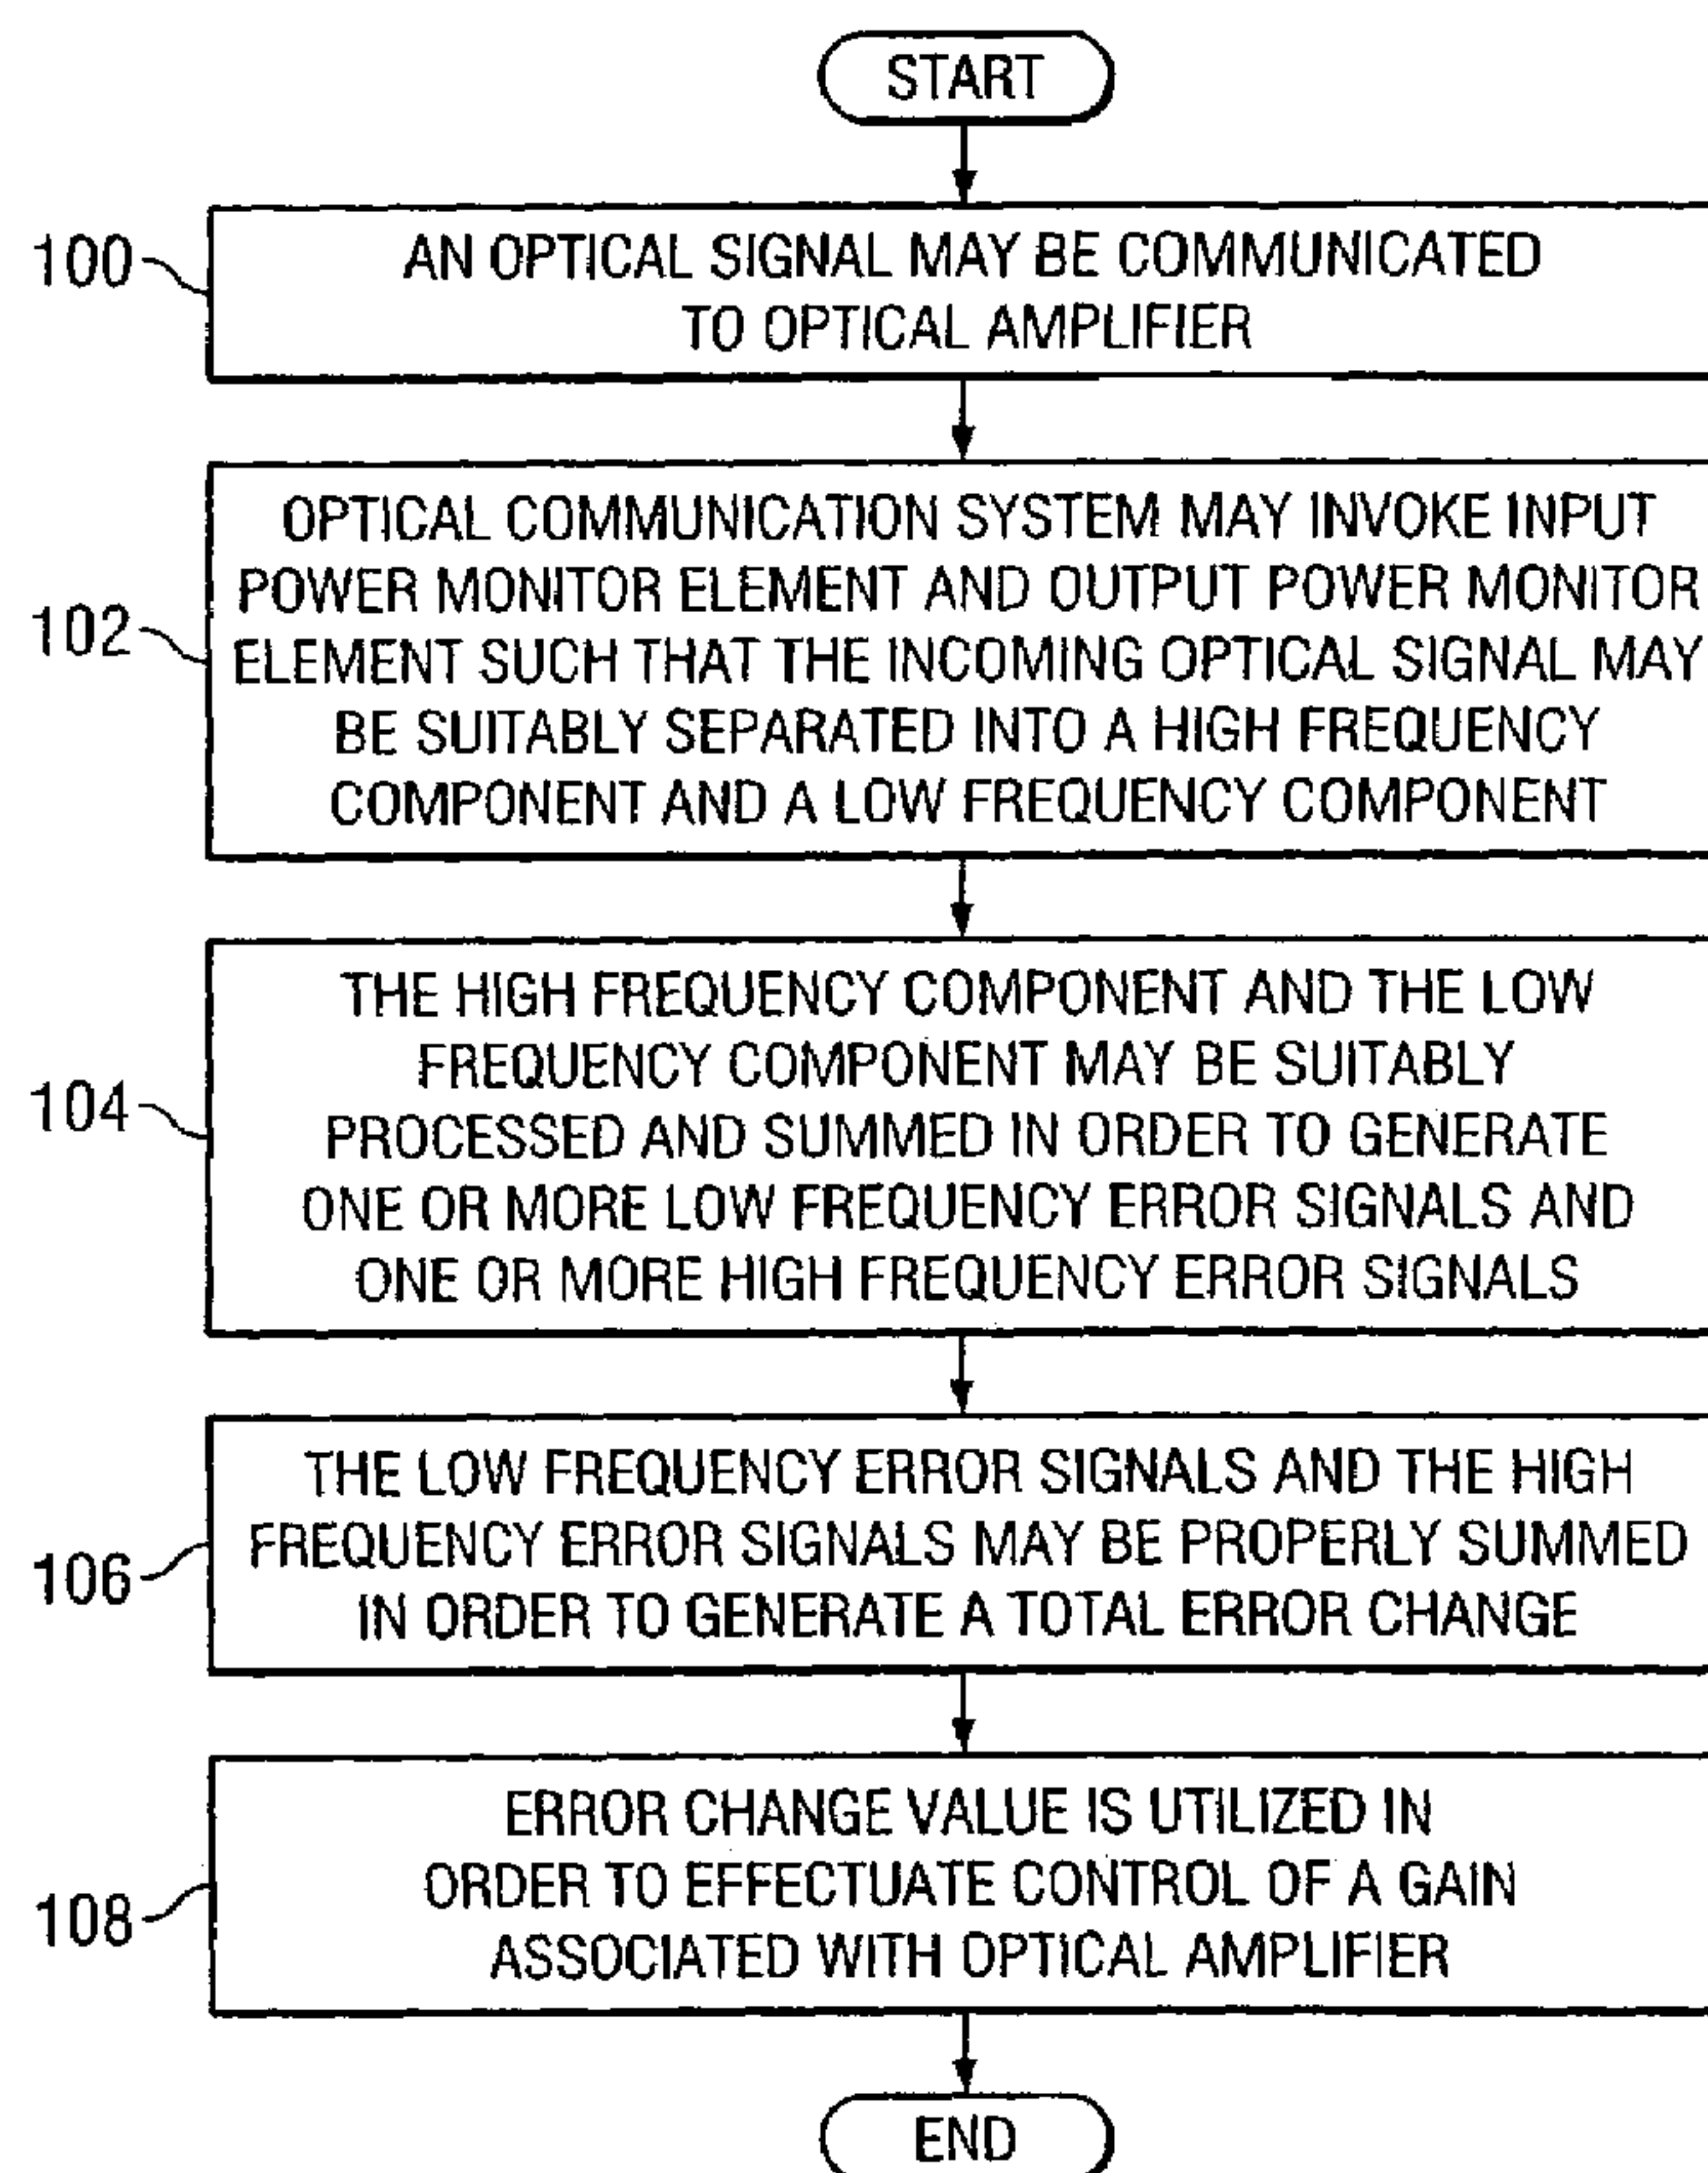 START
100
AN OPTICAL SIGNAL MAY BE COMMUNICATED
TO OPTICAL AMPLIFIER
102
OPTICAL COMMUNICATION SYSTEM MAY INVOKE INPUT
POWER MONITOR ELEMENT AND OUTPUT POWER MONITOR
ELEMENT SUCH THAT THE INCOMING OPTICAL SIGNAL MAY
BE SUITABLY SEPARATED INTO A HIGH FREQUENCY
COMPONENT AND A LOW FREQUENCY COMPONENT
104
THE HIGH FREQUENCY COMPONENT AND THE LOW
FREQUENCY COMPONENT MAY BE SUITABLY
PROCESSED AND SUMMED IN ORDER TO GENERATE
ONE OR MORE LOW FREQUENCY ERROR SIGNALS AND
ONE OR MORE HIGH FREQUENCY ERROR SIGNALS
106
THE LOW FREQUENCY ERROR SIGNALS AND THE HIGH
FREQUENCY ERROR SIGNALS MAY BE PROPERLY SUMMED
IN ORDER TO GENERATE A TOTAL ERROR CHANGE
108
ERROR CHANGE VALUE IS UTILIZED IN
ORDER TO EFFECTUATE CONTROL OF A GAIN
ASSOCIATED WITH OPTICAL AMPLIFIER
END